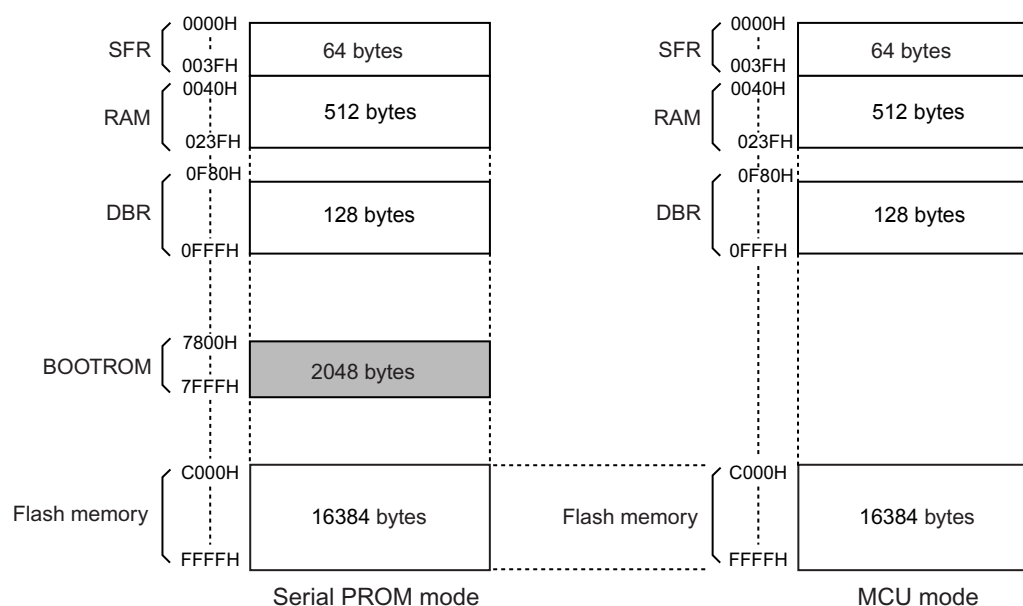 SFR
0000H
003FH
64 bytes
RAM
0040H
023FH
512 bytes
DBR
0F80H
0FFFH
128 bytes
BOOTROM
7800H
7FFFH
2048 bytes
Flash memory
C000H
FFFFH
16384 bytes
Serial PROM mode
SFR
0000H
003FH
64 bytes
RAM
0040H
023FH
512 bytes
DBR
0F80H
0FFFH
128 bytes
Flash memory
C000H
FFFFH
16384 bytes
MCU mode